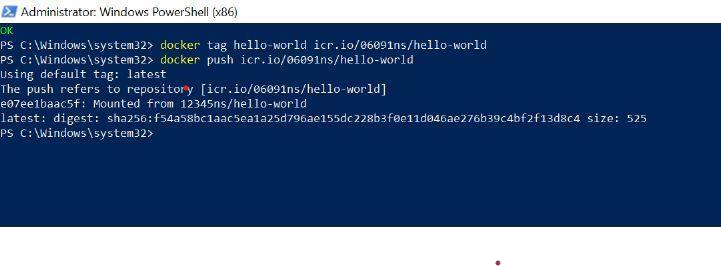 Administrator: Windows PowerShell (x86)
OK
PS C:\Windows\system32> docker tag hello-world icr.io/06091ns/hello-world
PS C:\Windows\system32> docker push icr.io/06091ns/hello-world
Using default tag: latest
The push refers to repository [icr.io/06091ns/hello-world]
e07ee1baac5f: Mounted from 12345ns/hello-world
latest: digest: sha256:f54a58bc1aac5ea1a25d796ae155dc228b3f0e11d046ae276b39c4bf2f13d8c4 size: 525
PS C:\Windows\system32>